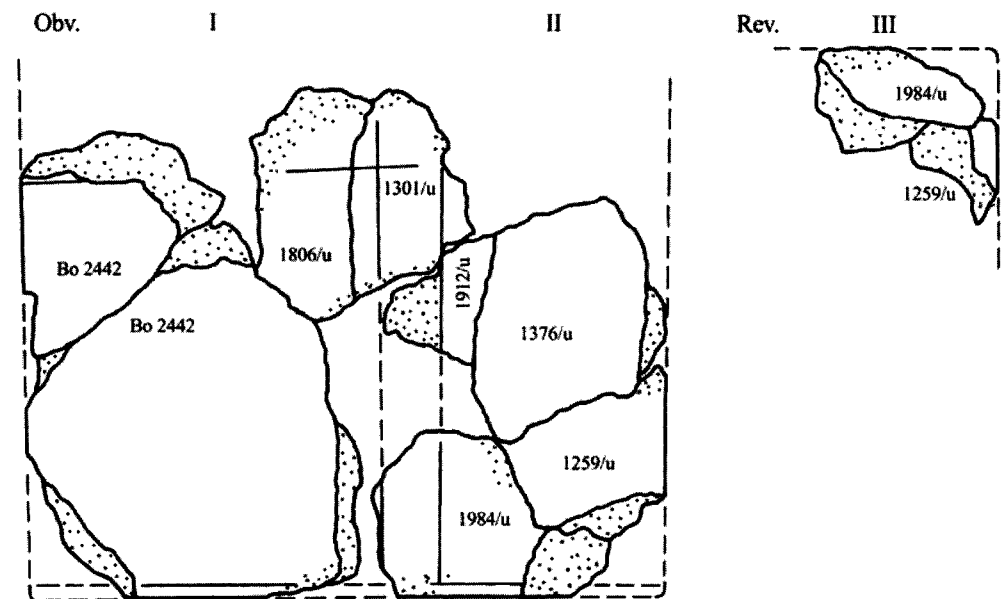 Obv. I II Rev. III
1984/u
1301/u
1259/u
1806/u
Bo 2442
1912/u
Bo 2442
1376/u
1259/u
1984/u